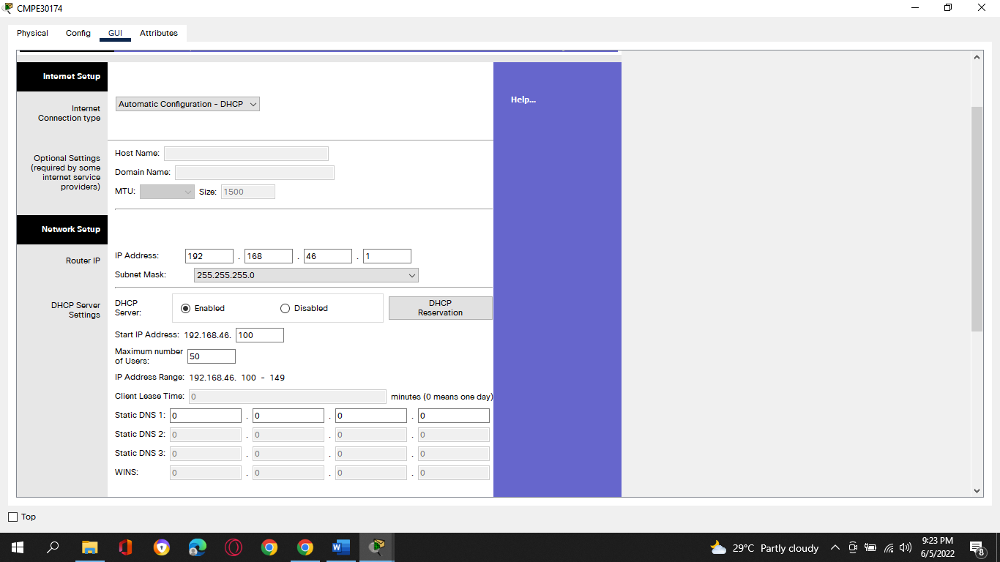 CMPE30174
Physical Config GUI Attributes
Internet Setup
Internet
Connection type
Automatic Configuration - DHCP
Help...
Optional Settings
(required by some
internet service
providers)
Host Name:
Domain Name:
MTU: Size: 1500
Network Setup
Router IP
IP Address: 192 . 168 . 46 . 1
Subnet Mask: 255.255.255.0
DHCP Server
Settings
DHCP
Server:
Enabled Disabled
DHCP
Reservation
Start IP Address: 192.168.46. 100
Maximum number
of Users: 50
IP Address Range: 192.168.46. 100 - 149
Client Lease Time: 0 minutes (0 means one day)
Static DNS 1: 0 . 0 . 0 . 0
Static DNS 2: 0 . 0 . 0 . 0
Static DNS 3: 0 . 0 . 0 . 0
WINS: 0 . 0 . 0 . 0
Top
29°C Partly cloudy
9:23 PM
6/5/2022
8